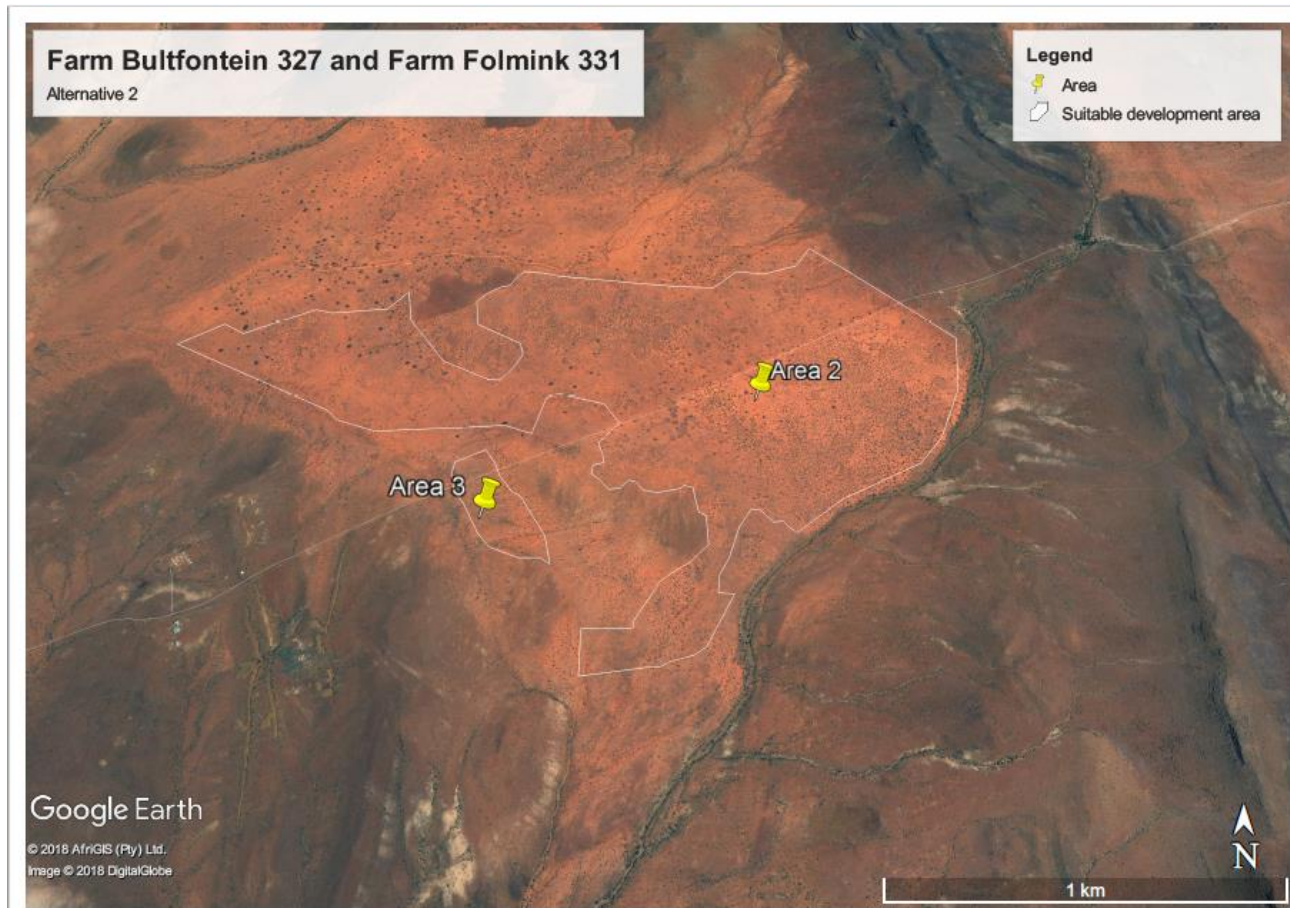 Farm Bultfontein 327 and Farm Folmink 331
Alternative 2
Legend
Area
Suitable development area
Area 2
Area 3
Google Earth
© 2018 AfriGIS (Pty) Ltd.
Image © 2018 DigitalGlobe
N
1 km